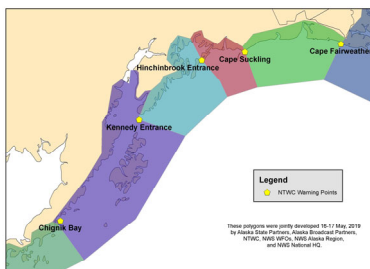 Cape Fairweather
Cape Suckling
Hinchinbrook Entrance
Kennedy Entrance
Chignik Bay
Legend
NTWC Warning Points
These polygons were jointly developed 16-17 May, 2019
by Alaska State Partners, Alaska Broadcast Partners,
NTWC, NWS WFOs, NWS Alaska Region,
and NWS National HQ.